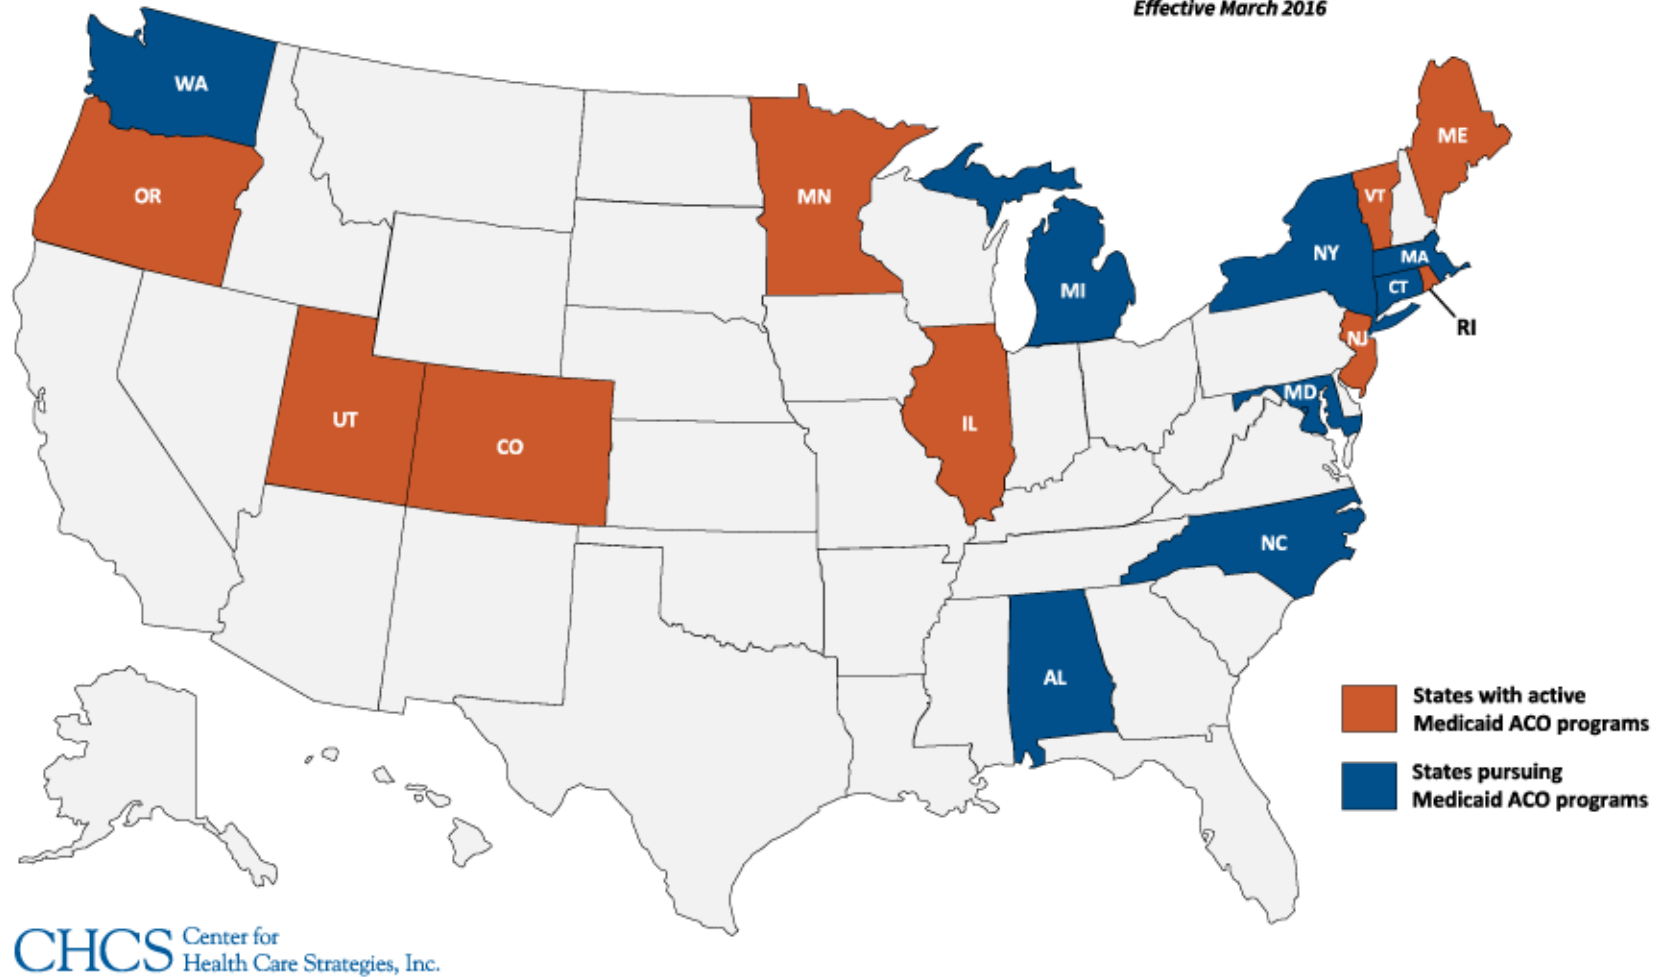 Effective March 2016
WA
ME
OR
MN
VT
NY
MA
MI
CT
RI
NJ
MD
UT
IL
CO
NC
AL
States with active
Medicaid ACO programs
States pursuing
Medicaid ACO programs
CHCS
Center for
Health Care Strategies, Inc.